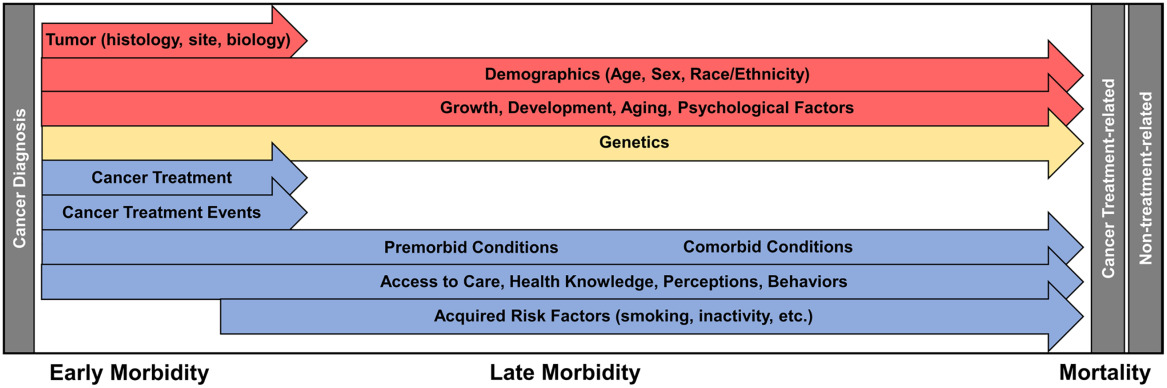 Cancer Diagnosis
Tumor (histology, site, biology)
Demographics (Age, Sex, Race/Ethnicity)
Growth, Development, Aging, Psychological Factors
Genetics
Cancer Treatment
Cancer Treatment Events
Premorbid Conditions Comorbid Conditions
Access to Care, Health Knowledge, Perceptions, Behaviors
Acquired Risk Factors (smoking, inactivity, etc.)
Cancer Treatment-related
Non-treatment-related
Early Morbidity Late Morbidity Mortality